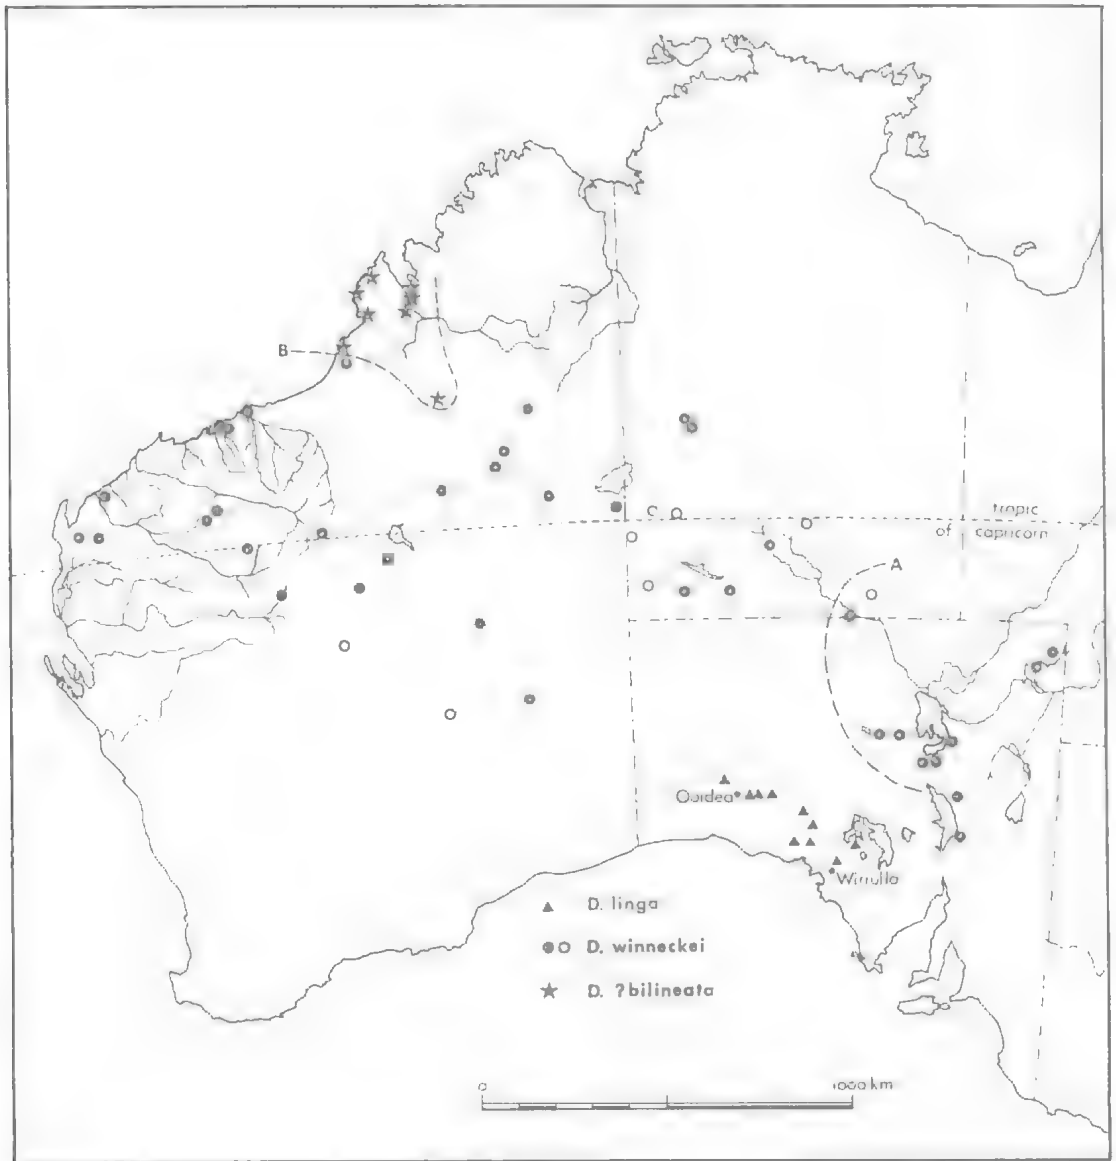 B
tropic
of capricorn
A
Ooldea
Wirrulla
D. linga
D. winneckei
D. ?bilineata
0 1000 km